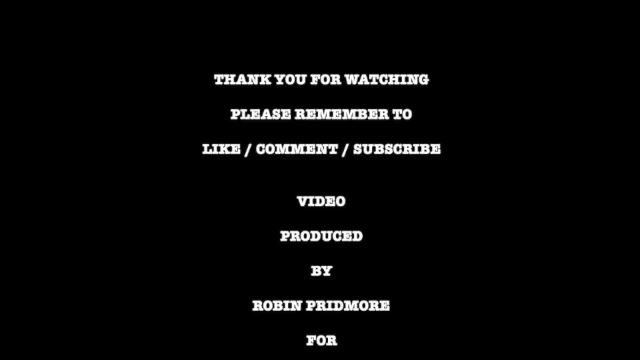 THANK YOU FOR WATCHING
PLEASE REMEMBER TO
LIKE / COMMENT / SUBSCRIBE
VIDEO
PRODUCED
BY
ROBIN PRIDMORE
FOR